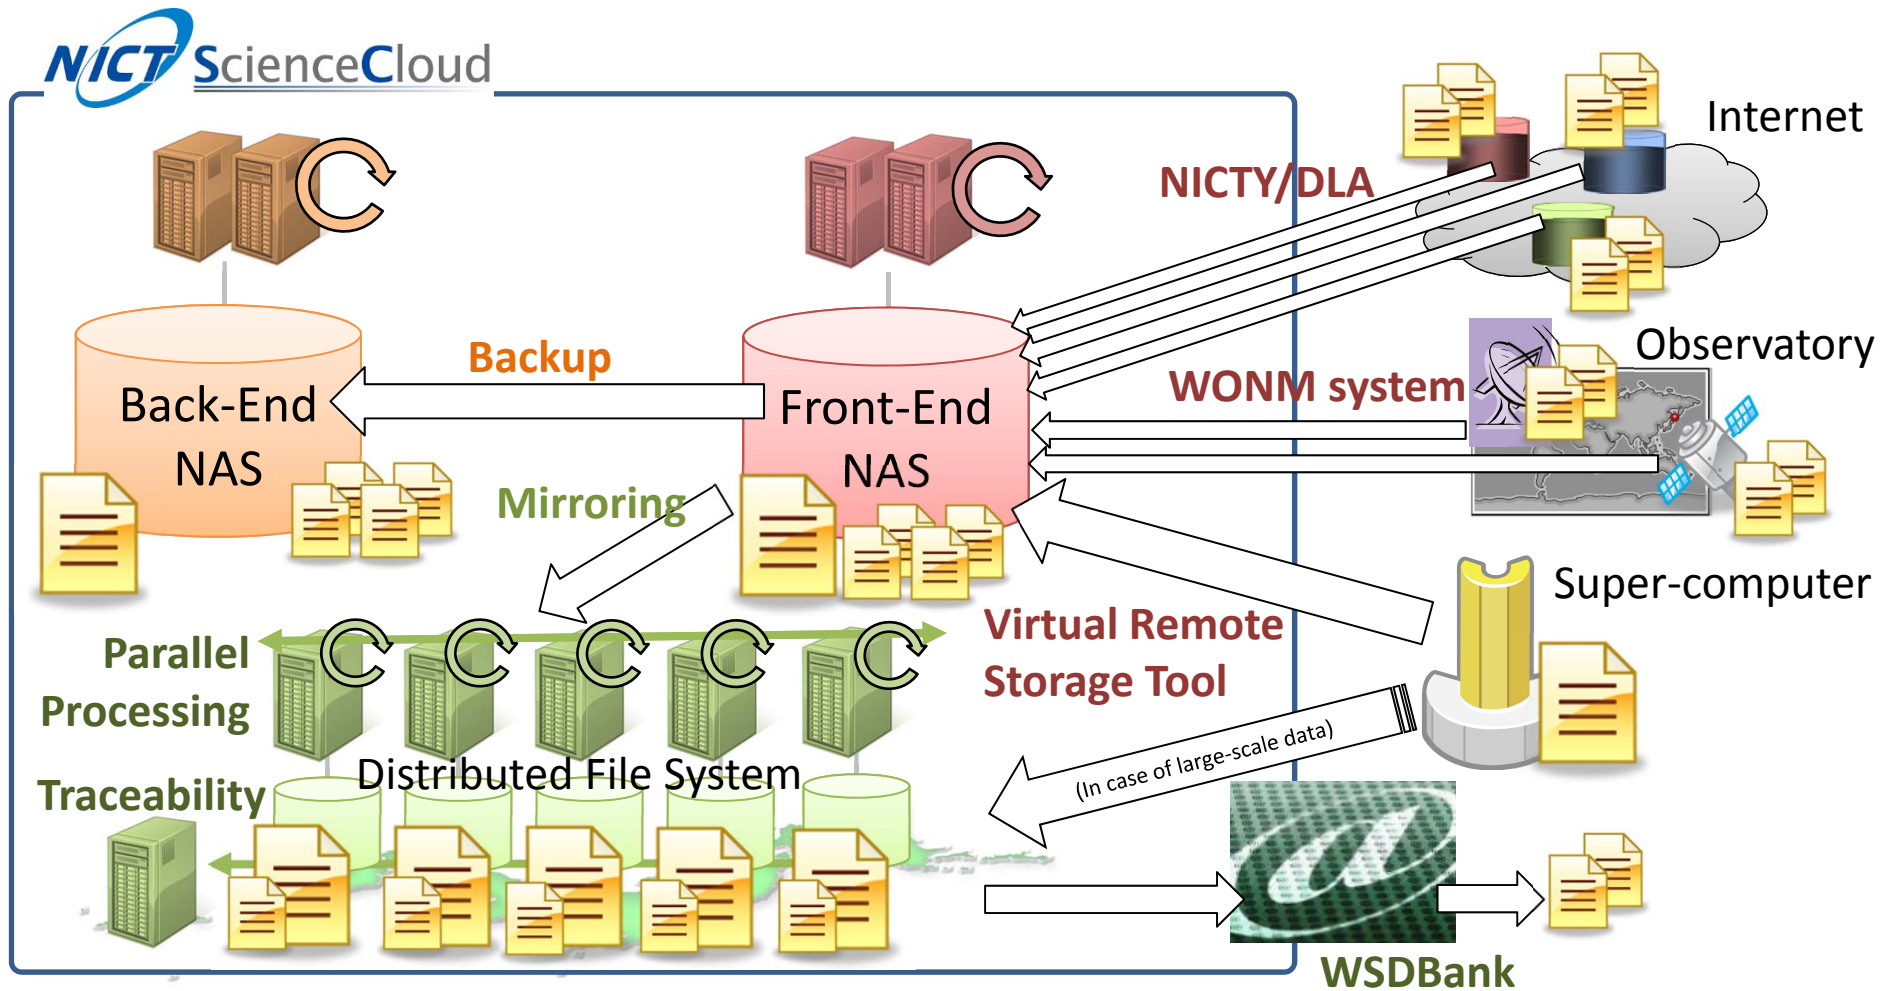 NICT ScienceCloud
Internet
NICTY/DLA
Observatory
Backup
WONM system
Back-End
NAS
Front-End
NAS
Mirroring
Super-computer
Virtual Remote
Storage Tool
Parallel
Processing
(In case of large-scale data)
Distributed File System
Traceability
WSDBank